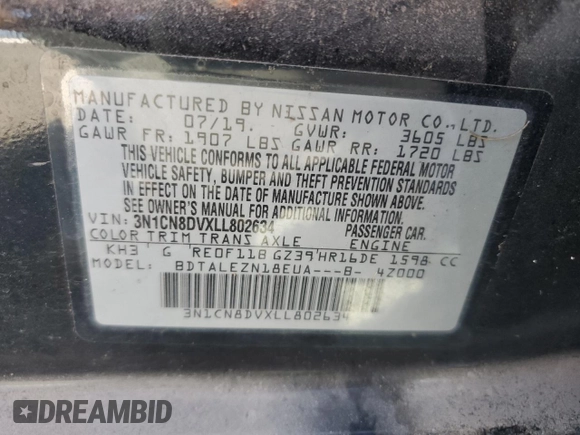 MANUFACTURED BY NISSAN MOTOR CO., LTD.
DATE: 07/19. GVWR: 3605 LBS
GAWR FR: 1907 LBS GAWR RR: 1720 LBS
THIS VEHICLE CONFORMS TO ALL APPLICABLE FEDERAL MOTOR
VEHICLE SAFETY, BUMPER AND THEFT PREVENTION STANDARDS
IN EFFECT ON THE DATE OF MANUFACTURE SHOWN ABOVE.
SEE OWNER'S MANUAL FOR ADDITIONAL INFORMATION.
VIN: 3N1CN8DVXLL802634 PASSENGER CAR.
COLOR TRIM TRANS AXLE ENGINE
KH3 G RE0F11B GZ39 HR16DE 1598 CC
MODEL: BDTALEZN18EUA---B- 4Z000
3N1CN8DVXLL802634
DREAMBID